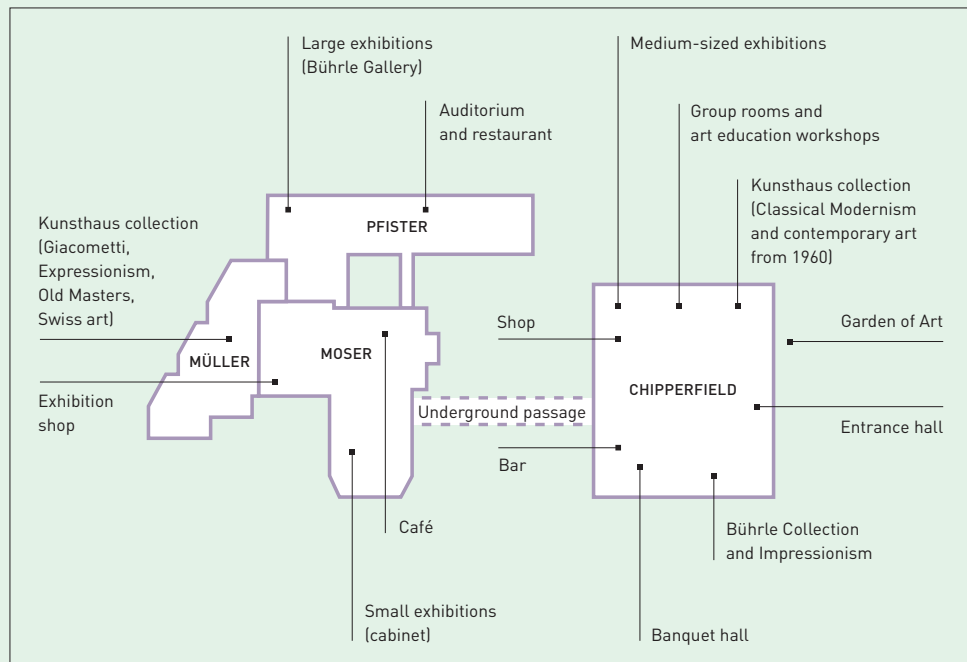 Large exhibitions
(Bührle Gallery)
Medium-sized exhibitions
Auditorium
and restaurant
Group rooms and
art education workshops
Kunsthaus collection
(Classical Modernism
and contemporary art
from 1960)
Kunsthaus collection
(Giacometti,
Expressionism,
Old Masters,
Swiss art)
PFISTER
MÜLLER
MOSER
Shop
Garden of Art
CHIPPERFIELD
Exhibition
shop
Underground passage
Entrance hall
Bar
Café
Bührle Collection
and Impressionism
Small exhibitions
(cabinet)
Banquet hall